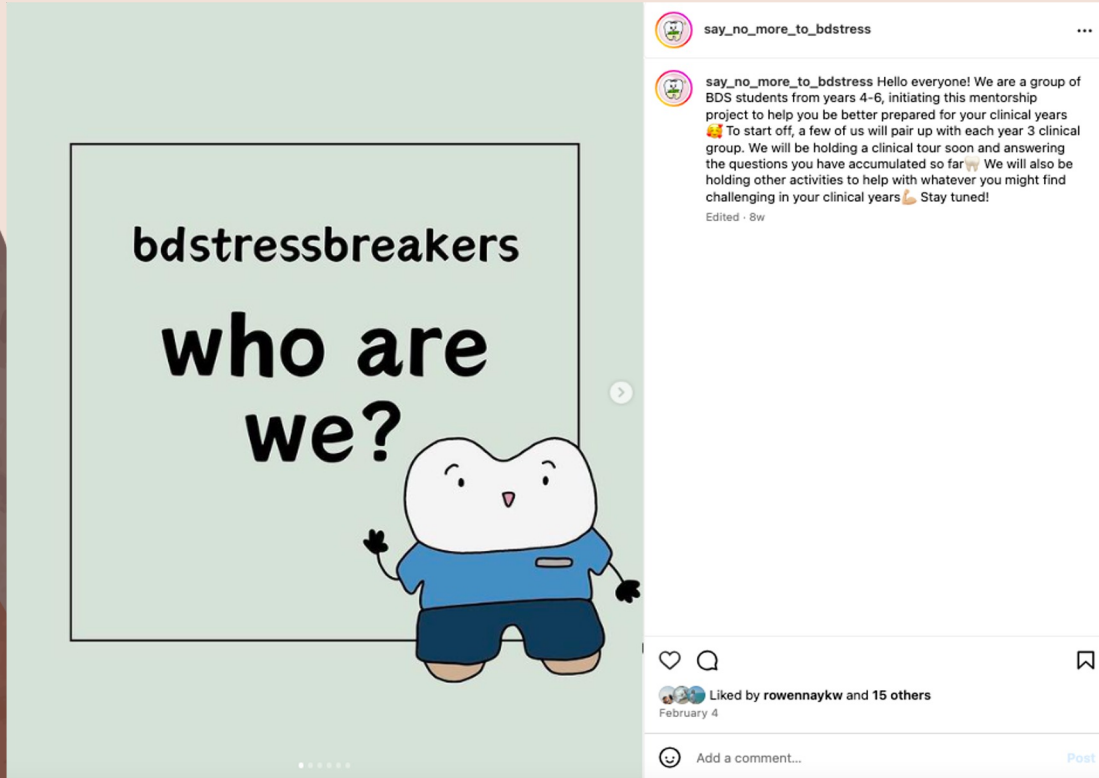 bdstressbreakers
who are
we?
say_no_more_to_bdstress
say_no_more_to_bdstress Hello everyone! We are a group of
BDS students from years 4-6, initiating this mentorship
project to help you be better prepared for your clinical years
🥰 To start off, a few of us will pair up with each year 3 clinical
group. We will be holding a clinical tour soon and answering
the questions you have accumulated so far🦷 We will also be
holding other activities to help with whatever you might find
challenging in your clinical years💪🏼 Stay tuned!
Edited · 8w
Liked by rowennaykw and 15 others
February 4
Add a comment...
Post